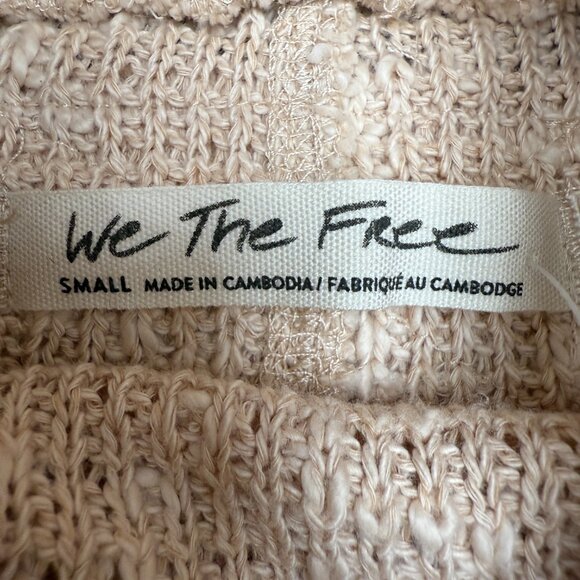 We The Free
SMALL MADE IN CAMBODIA / FABRIQUÉ AU CAMBODGE